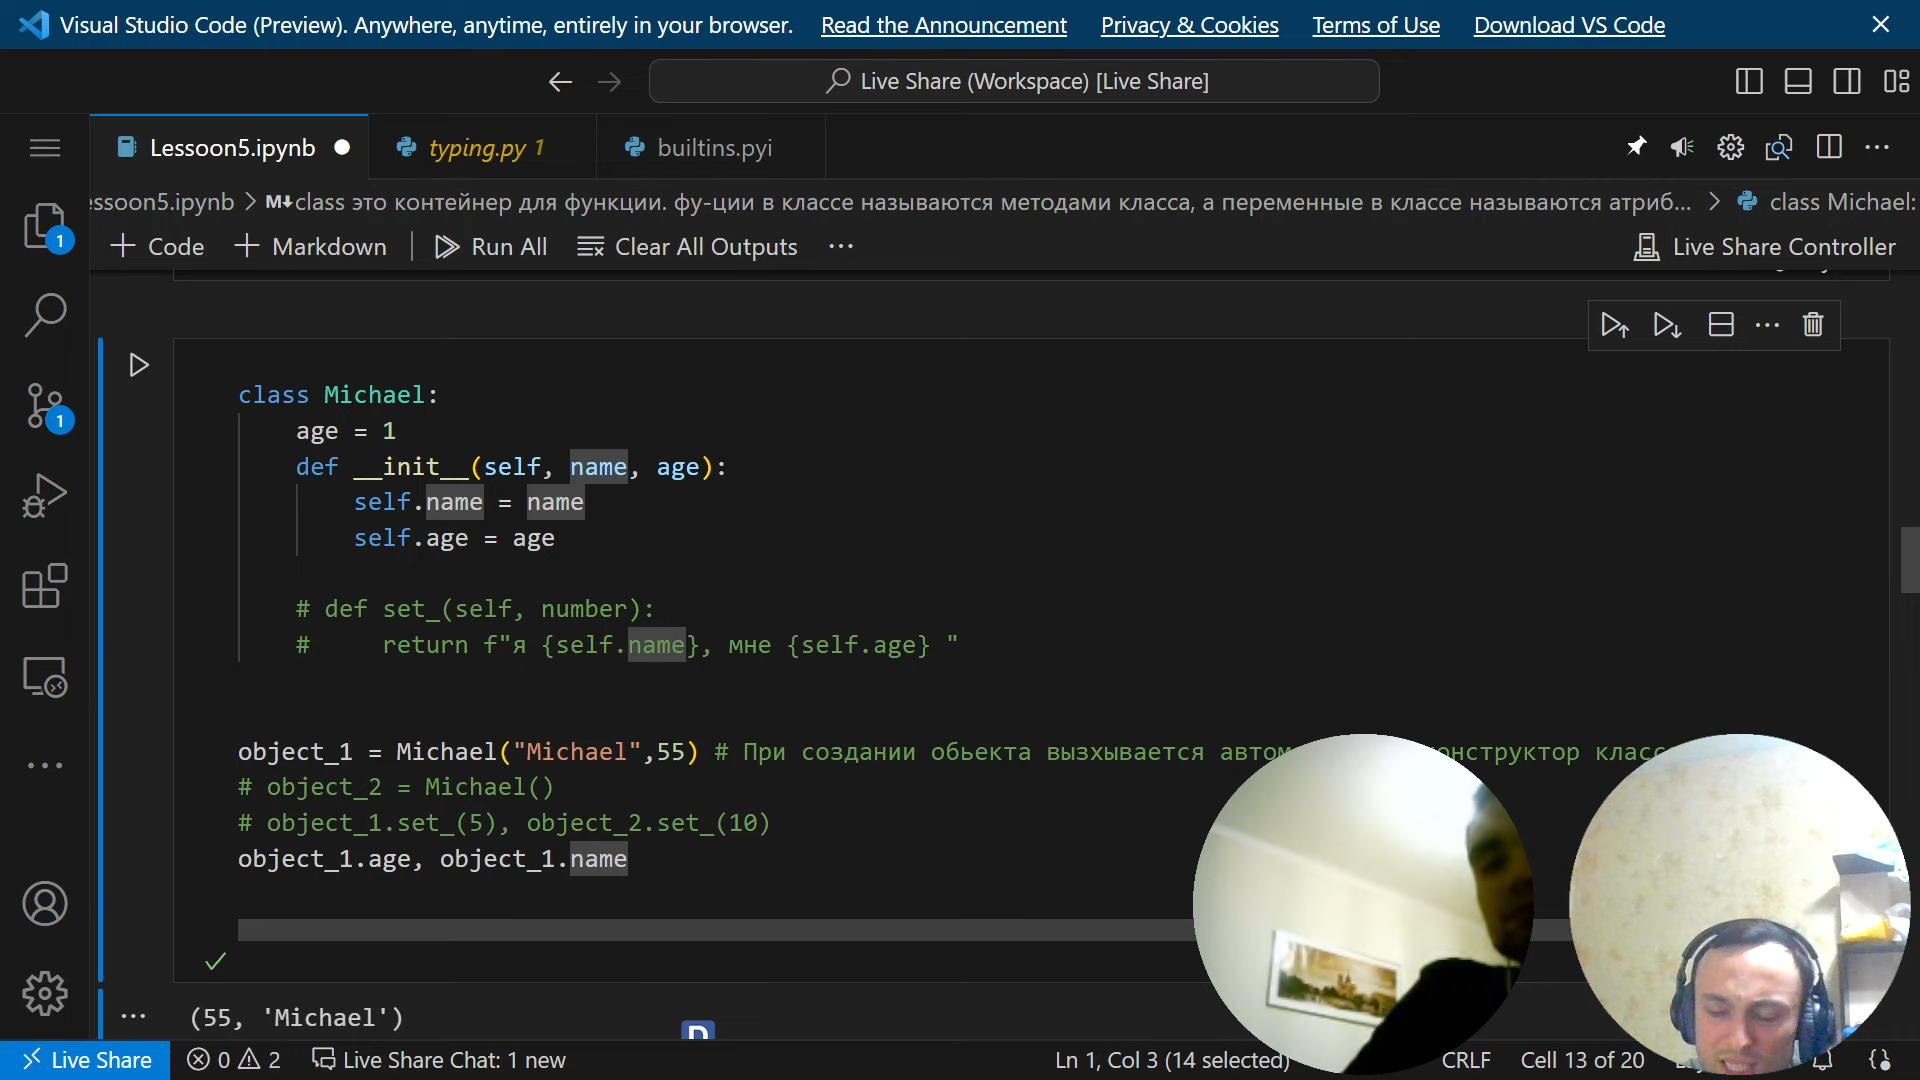 Visual Studio Code (Preview). Anywhere, anytime, entirely in your browser. Read the Announcement Privacy & Cookies Terms of Use Download VS Code
Live Share (Workspace) [Live Share]
Lessoon5.ipynb typing.py 1 builtins.pyi
essoon5.ipynb > M↓class это контейнер для функции. фу-ции в классе называются методами класса, а переменные в классе называются атриб... > class Michael:
+ Code + Markdown Run All Clear All Outputs ... Live Share Controller
1
1
class Michael:
age = 1
def __init__(self, name, age):
self.name = name
self.age = age
# def set_(self, number):
# return f"я {self.name}, мне {self.age} "
object_1 = Michael("Michael",55) # При создании обьекта вызхывается
# object_2 = Michael()
# object_1.set_(5), object_2.set_(10)
object_1.age, object_1.name
(55, 'Michael')
Live Share 0 2 Live Share Chat: 1 new Ln 1, Col 3 (14 selected) CRLF Cell 13 of 20